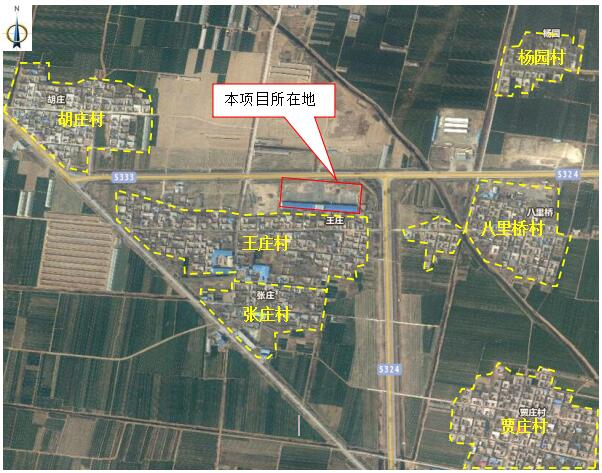 N
杨园
杨园村
胡庄
胡庄村
本项目所在地
S333
S324
八里桥
八里桥村
王庄
王庄村
张庄
张庄村
S324
贾庄村
贾庄村